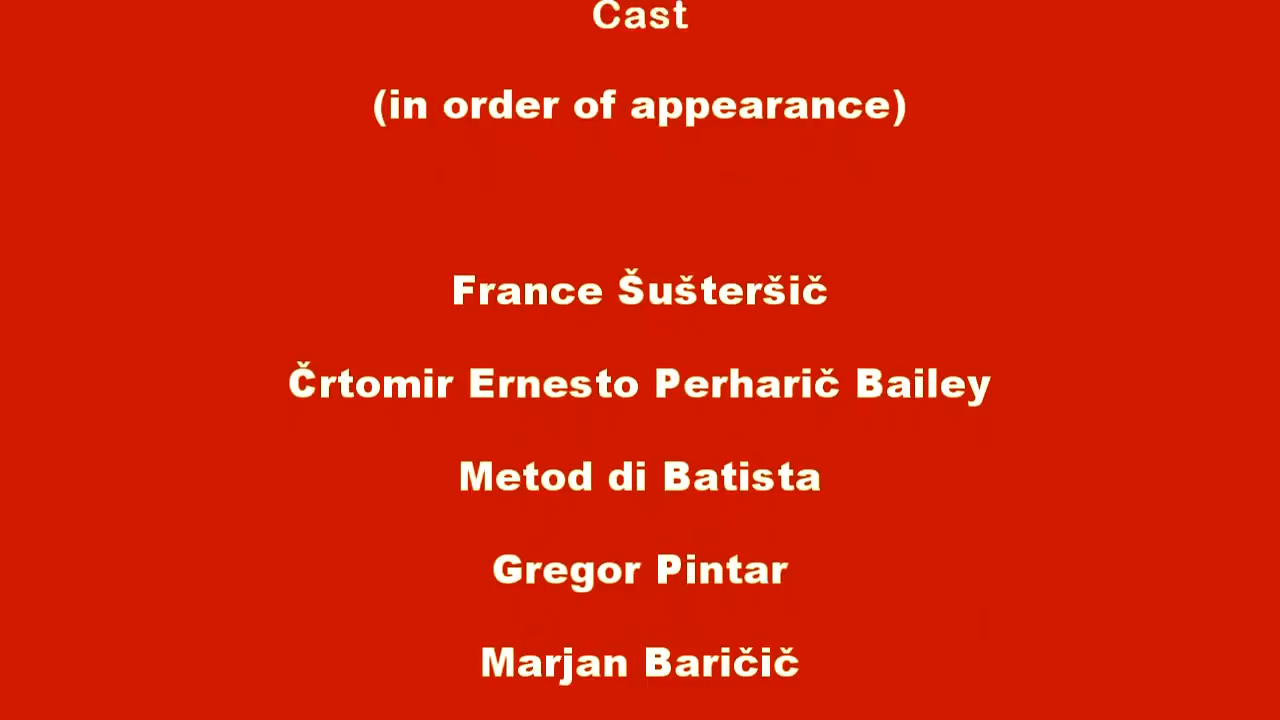 Cast
(in order of appearance)
France Šušteršič
Črtomir Ernesto Perharič Bailey
Metod di Batista
Gregor Pintar
Marjan Baričič